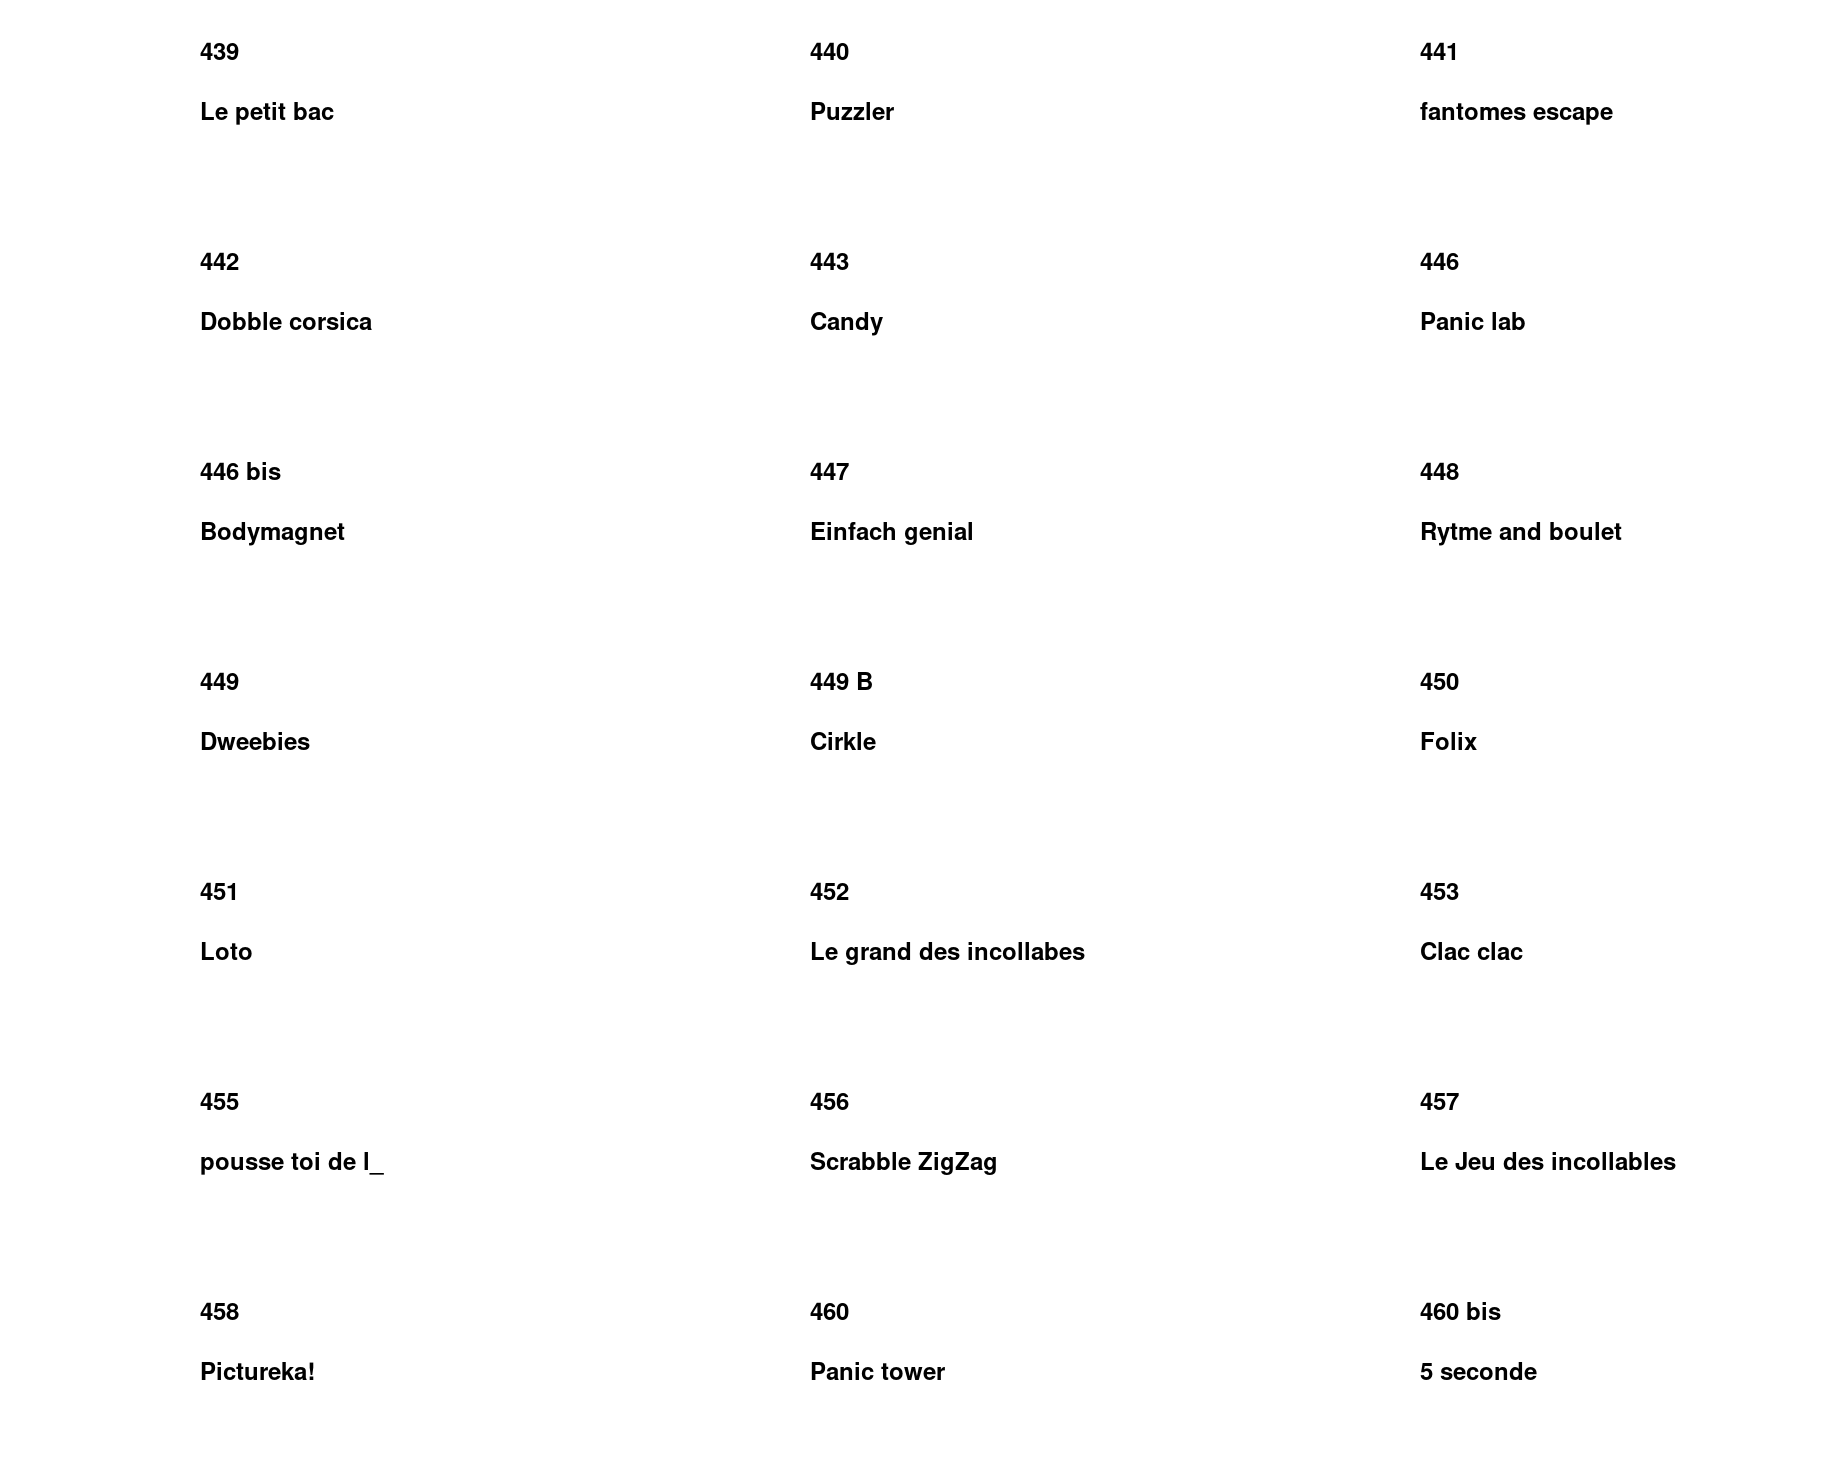 439
Le petit bac
440
Puzzler
441
fantomes escape
442
Dobble corsica
443
Candy
446
Panic lab
446 bis
Bodymagnet
447
Einfach genial
448
Rytme and boulet
449
Dweebies
449 B
Cirkle
450
Folix
451
Loto
452
Le grand des incollabes
453
Clac clac
455
pousse toi de l_
456
Scrabble ZigZag
457
Le Jeu des incollables
458
Pictureka!
460
Panic tower
460 bis
5 seconde